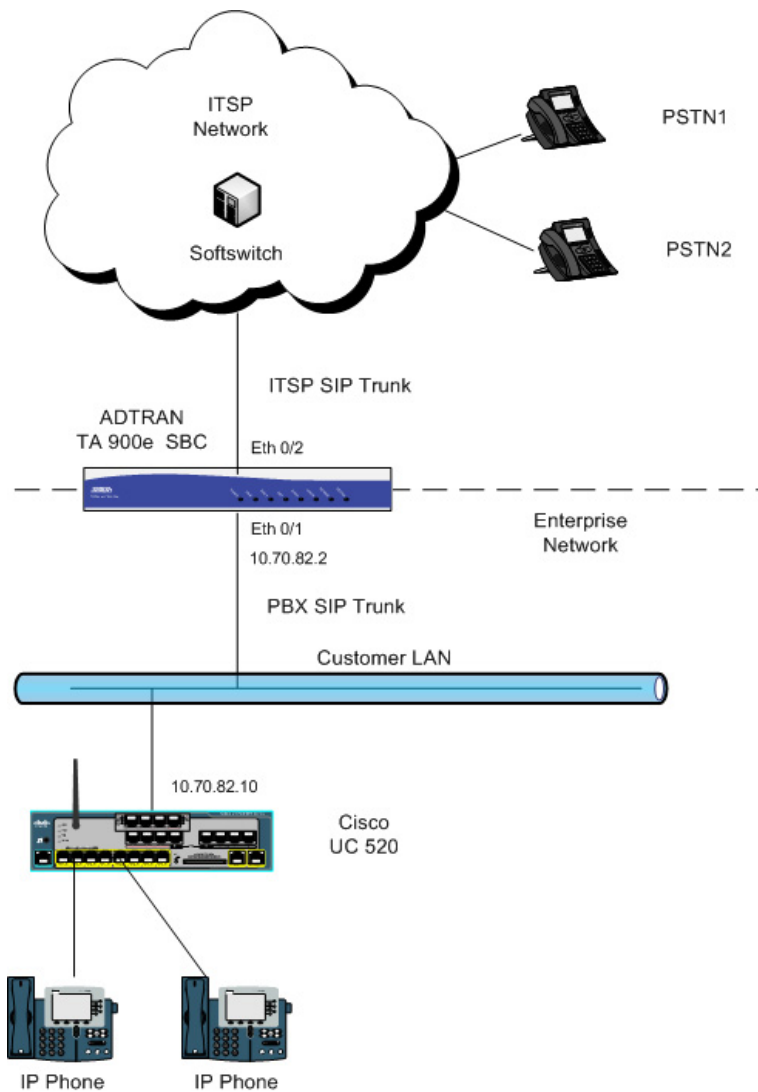 ITSP
Network
Softswitch
PSTN1
PSTN2
ITSP SIP Trunk
ADTRAN
TA 900e SBC
Eth 0/2
Eth 0/1
10.70.82.2
Enterprise
Network
PBX SIP Trunk
Customer LAN
10.70.82.10
Cisco
UC 520
IP Phone
IP Phone